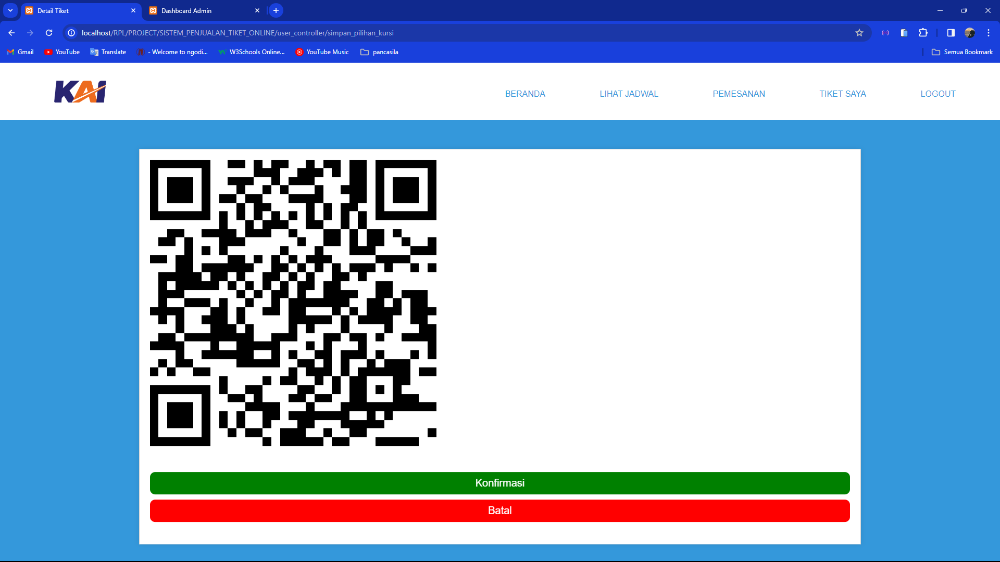 Detail Tiket
Dashboard Admin
localhost/RPL/PROJECT/SISTEM_PENJUALAN_TIKET_ONLINE/user_controller/simpan_pilihan_kursi
Gmail
YouTube
Translate
- Welcome to ngodi...
W3Schools Online...
YouTube Music
pancasila
Semua Bookmark
KAI
BERANDA
LIHAT JADWAL
PEMESANAN
TIKET SAYA
LOGOUT
Konfirmasi
Batal